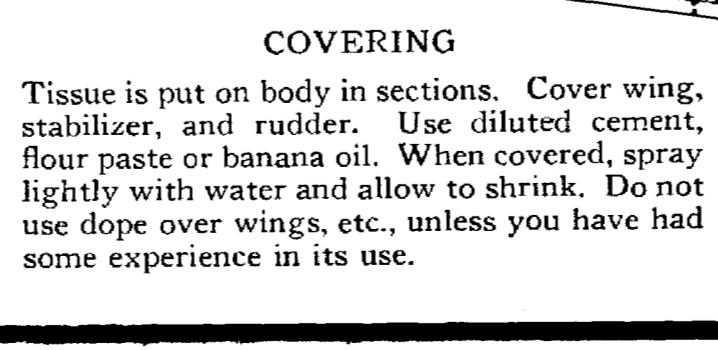 COVERING
Tissue is put on body in sections. Cover wing,
stabilizer, and rudder. Use diluted cement,
flour paste or banana oil. When covered, spray
lightly with water and allow to shrink. Do not
use dope over wings, etc., unless you have had
some experience in its use.